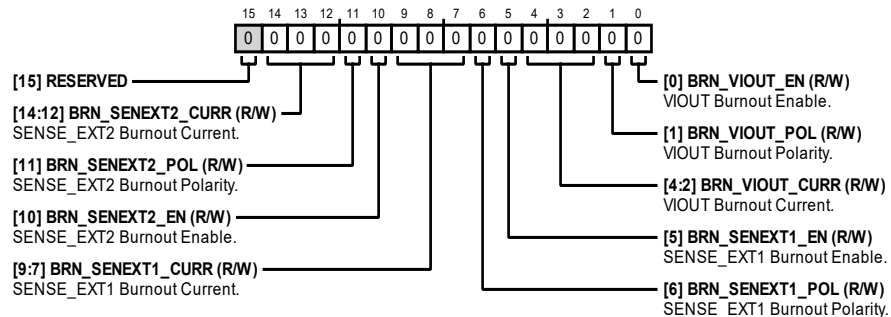 15 14 13 12 11 10 9 8 7 6 5 4 3 2 1 0
0 0 0 0 0 0 0 0 0 0 0 0 0 0 0 0
[15] RESERVED
[14:12] BRN_SENEXT2_CURR (R/W)
SENSE_EXT2 Burnout Current.
[11] BRN_SENEXT2_POL (R/W)
SENSE_EXT2 Burnout Polarity.
[10] BRN_SENEXT2_EN (R/W)
SENSE_EXT2 Burnout Enable.
[9:7] BRN_SENEXT1_CURR (R/W)
SENSE_EXT1 Burnout Current.
[0] BRN_VIOUT_EN (R/W)
VIOUT Burnout Enable.
[1] BRN_VIOUT_POL (R/W)
VIOUT Burnout Polarity.
[4:2] BRN_VIOUT_CURR (R/W)
VIOUT Burnout Current.
[5] BRN_SENEXT1_EN (R/W)
SENSE_EXT1 Burnout Enable.
[6] BRN_SENEXT1_POL (R/W)
SENSE_EXT1 Burnout Polarity.